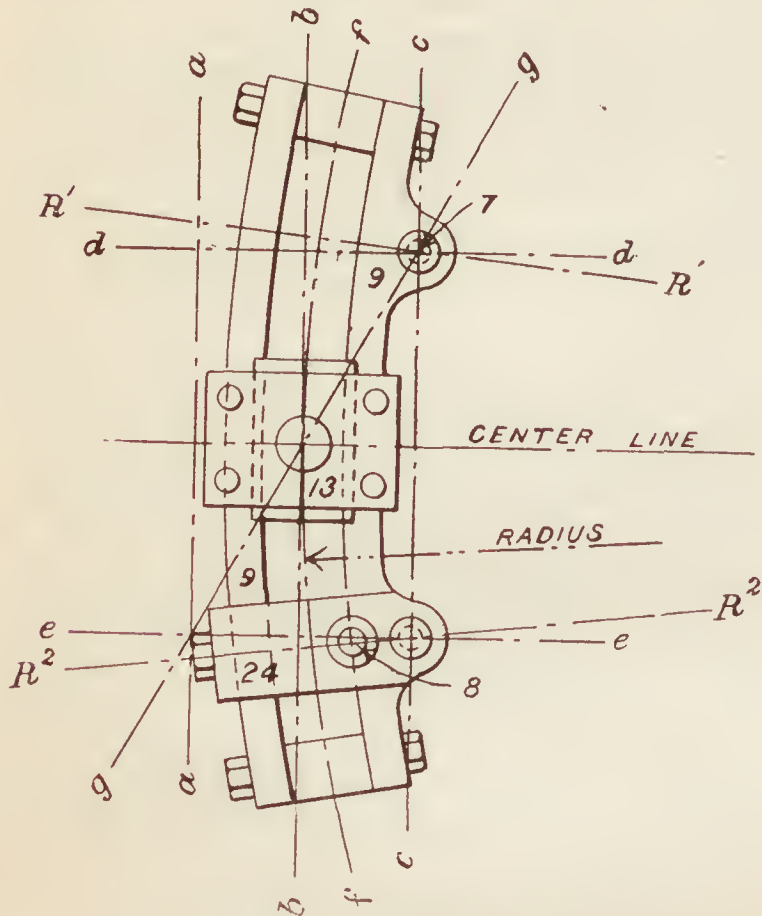 b f
a c g
R' 7
d 9 d
R'
CENTER LINE
13
RADIUS
9
R²
e e
R² 24 8
g a
c
b f